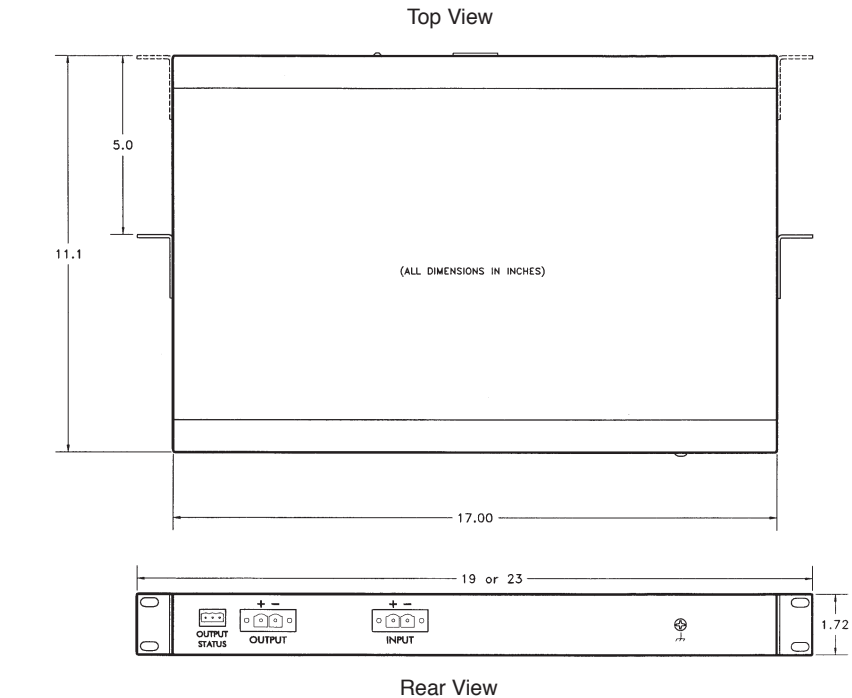 Top View
5.0
11.1
(ALL DIMENSIONS IN INCHES)
17.00
19 or 23
+ −
+ −
1.72
OUTPUT
STATUS
OUTPUT
INPUT
Rear View